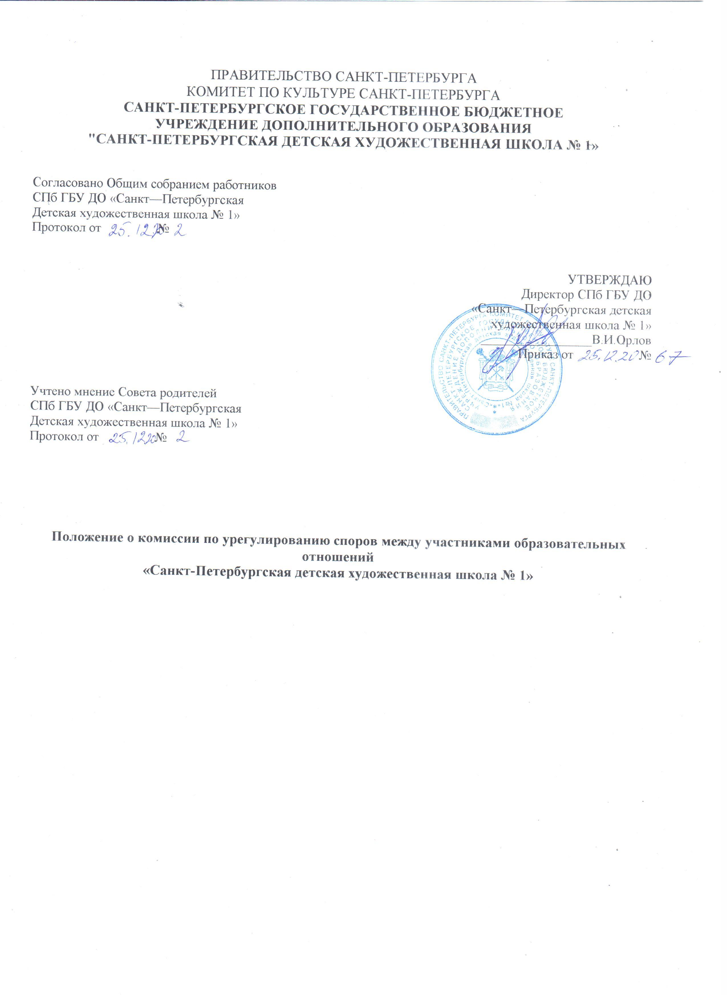 ПРАВИТЕЛЬСТВО САНКТ-ПЕТЕРБУРГА
КОМИТЕТ ПО КУЛЬТУРЕ САНКТ-ПЕТЕРБУРГА
САНКТ-ПЕТЕРБУРГСКОЕ ГОСУДАРСТВЕННОЕ БЮДЖЕТНОЕ
УЧРЕЖДЕНИЕ ДОПОЛНИТЕЛЬНОГО ОБРАЗОВАНИЯ
"САНКТ-ПЕТЕРБУРГСКАЯ ДЕТСКАЯ ХУДОЖЕСТВЕННАЯ ШКОЛА № 1»
Согласовано Общим собранием работников
СПб ГБУ ДО «Санкт—Петербургская
Детская художественная школа № 1»
Протокол от 25.12.20 № 2
УТВЕРЖДАЮ
Директор СПб ГБУ ДО
«Санкт—Петербургская детская
художественная школа № 1»
__________________В.И.Орлов
Приказ от 25.12.20 № 67
Учтено мнение Совета родителей
СПб ГБУ ДО «Санкт—Петербургская
Детская художественная школа № 1»
Протокол от 25.12.20 № 2
Положение о комиссии по урегулированию споров между участниками образовательных
отношений
«Санкт-Петербургская детская художественная школа № 1»